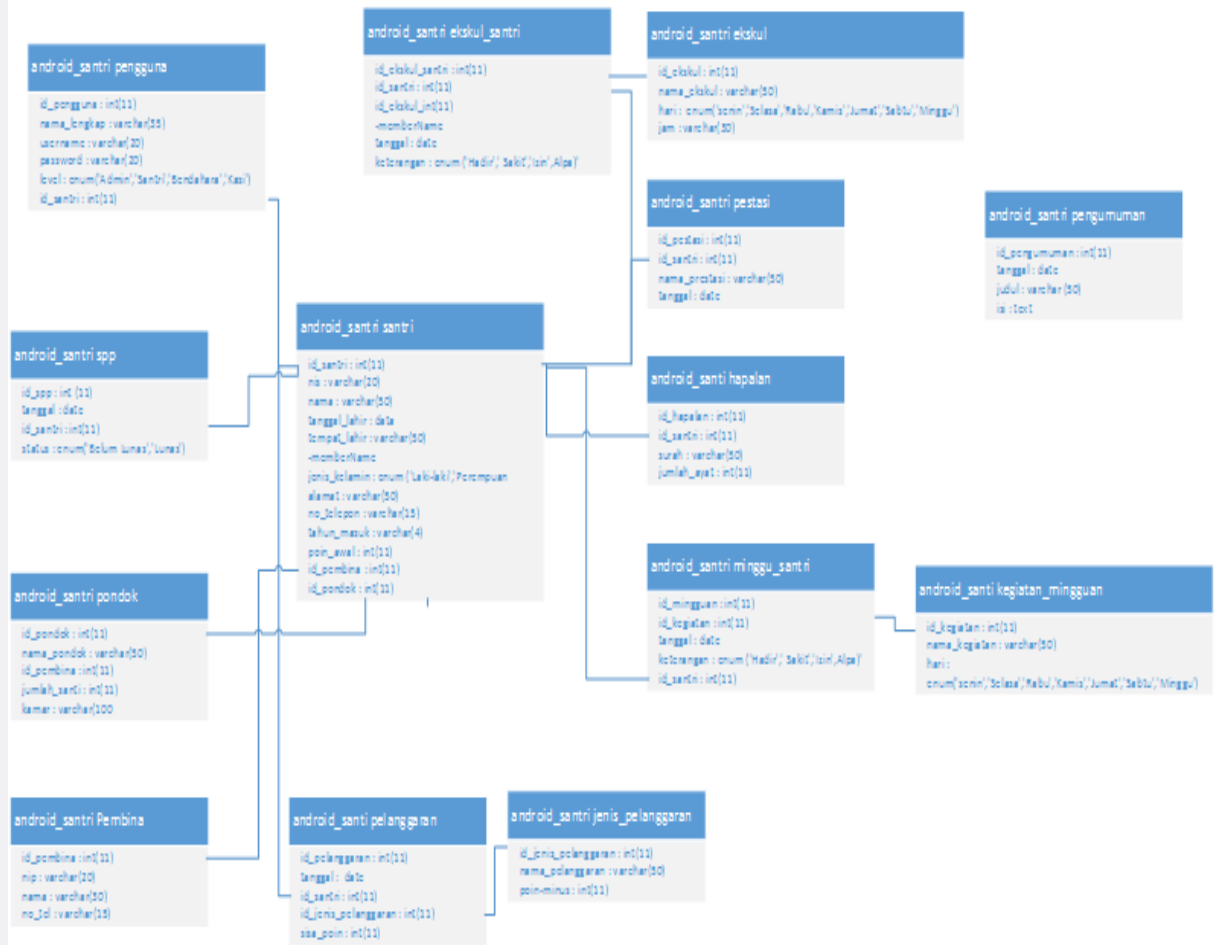 android_santri pengguna
id_pengguna : int(11)
nama_lengkap : varchar(35)
username : varchar(20)
password : varchar(20)
level : enum('Admin','Santri','Bendahara','Kasi')
id_santri : int(11)
android_santri ekskul_santri
id_ekskul_santri : int(11)
id_santri : int(11)
id_ekskul_int(11)
-memberName
tanggal : date
keterangan : enum ('Hadir',' Sakit','Izin',Alpa)'
android_santri ekskul
id_ekskul : int(11)
nama_ekskul : varchar(50)
hari : enum('senin','Selasa','Rabu','Kamis','Jumat','Sabtu','Minggu')
jam : varchar(50)
android_santri pestasi
id_pestasi : int(11)
id_santri : int(11)
nama_prestasi : varchar(50)
tanggal : date
android_santri pengumuman
id_pengumuman : int(11)
tanggal : date
judul : varchar (50)
isi : text
android_santri spp
id_spp : int (11)
tanggal : date
id_santri : int(11)
status : enum('Belum Lunas','Lunas')
android_santri santri
id_santri : int(11)
nis : varchar(20)
nama : varchar(50)
tanggal_lahir : data
tempat_lahir : varchar(50)
-memberName
jenis_kelamin : enum ('Laki-laki','Perempuan
alamat : varchar(50)
no_telepon : varchar(15)
tahun_masuk : varchar(4)
poin_awal : int(11)
id_pembina : int(11)
id_pondok : int(11)
android_santi hapalan
id_hapalan : int(11)
id_santri : int(11)
surah : varchar(50)
jumlah_ayat : int(11)
android_santri minggu_santri
id_mingguan : int(11)
id_kegiatan : int(11)
tanggal : date
keterangan : enum ('Hadir',' Sakit','Izin',Alpa)'
id_santri : int(11)
android_santi kegiatan_mingguan
id_kegiatan : int(11)
nama_kegiatan : varchar(50)
hari :
enum('senin','Selasa','Rabu','Kamis','Jumat','Sabtu','Minggu')
android_santri pondok
id_pondok : int(11)
nama_pondok : varchar(50)
id_pembina : int(11)
jumlah_santi : int(11)
kamar : varchar(100
android_santri Pembina
id_pembina : int(11)
nip : varchar(20)
nama : varchar(50)
no_tel : varchar(15)
android_santi pelanggaran
id_pelanggaran : int(11)
tanggal : date
id_santri : int(11)
id_jenis_pelanggaran : int(11)
sisa_poin : int(11)
android_santri jenis_pelanggaran
id_jenis_pelanggaran : int(11)
nama_pelanggaran : varchar(50)
poin-minus : int(11)